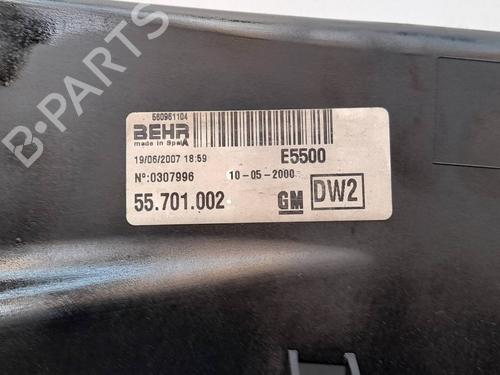 560961104
BEHR
made in Spain
19/06/2007 18:59
E5500
Nº:0307996
10-05-2000
55.701.002
GM
DW2
B-PARTS